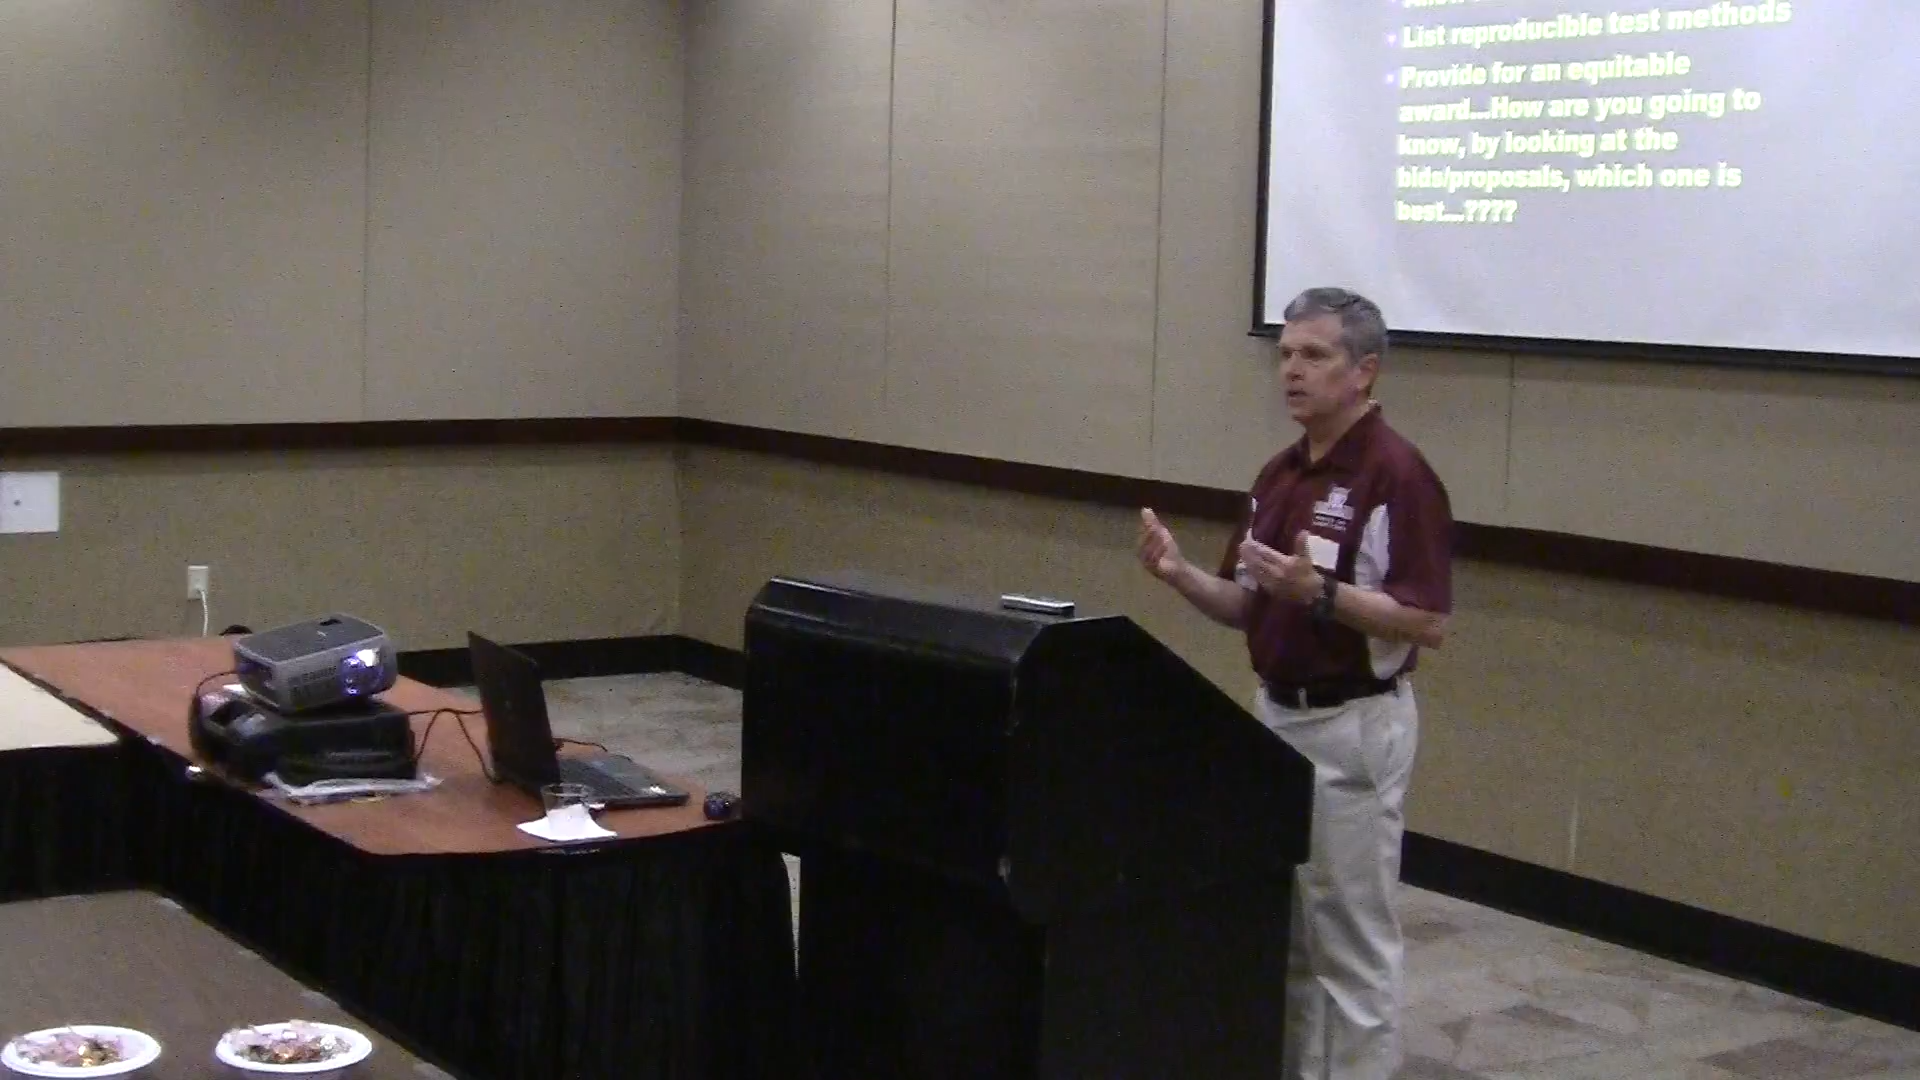 List reproducible test methods
Provide for an equitable
award...How are you going to
know, by looking at the
bids/proposals, which one is
best...????